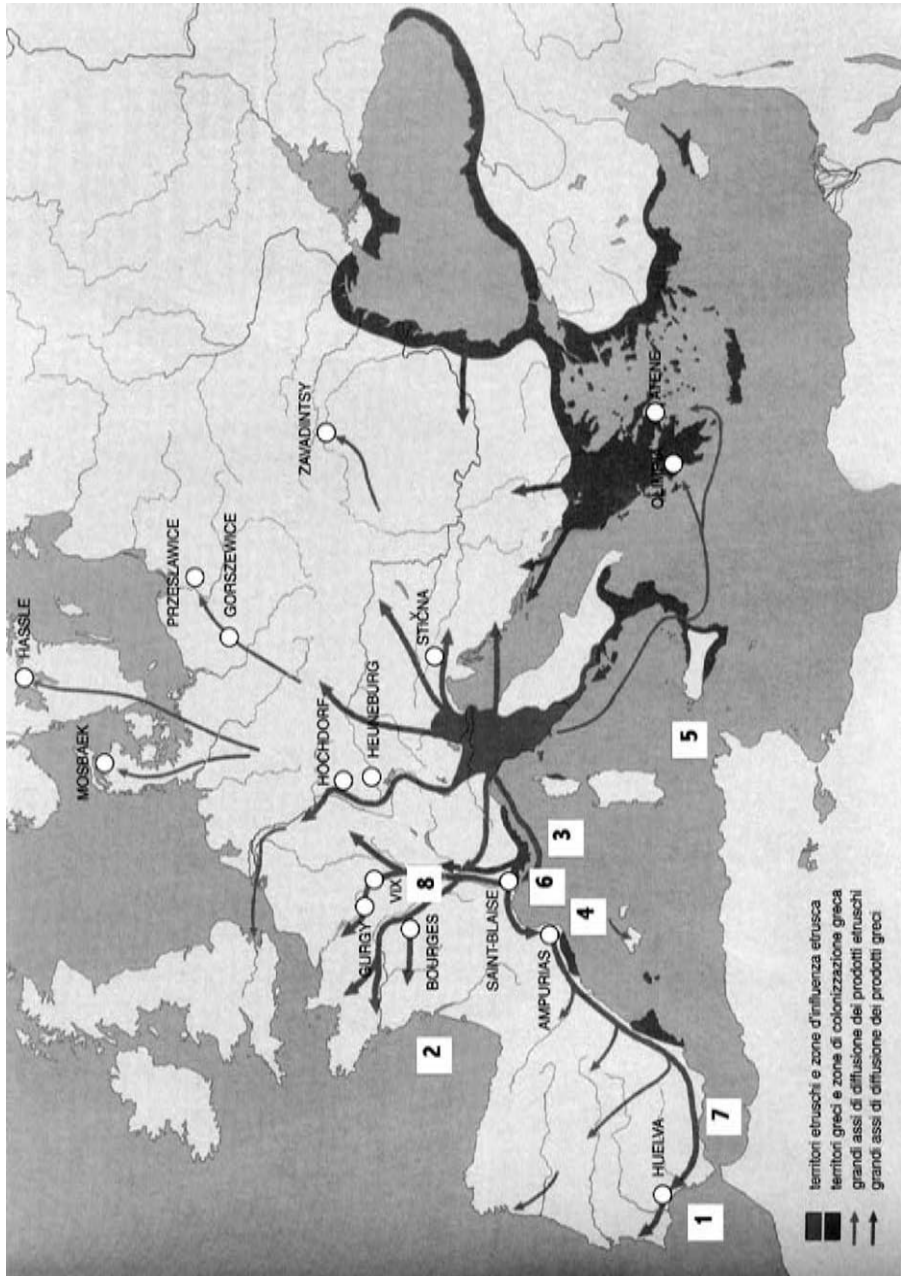 HASSLE
MOSBAEK
PRZESŁAWICE
GORSZEWICE
ZAVADINTSY
HOCHDORF
HEUNEBURG
GURGY
VIX
8
STIČNA
BOURGES
2
SAINT-BLAISE
6
AMPURIAS
3
4
ATENE
OLIMPIA
HUELVA
5
1
7
territori etruschi e zone d'influenza etrusca
territori greci e zone di colonizzazione greca
grandi assi di diffusione dei prodotti etruschi
grandi assi di diffusione dei prodotti greci